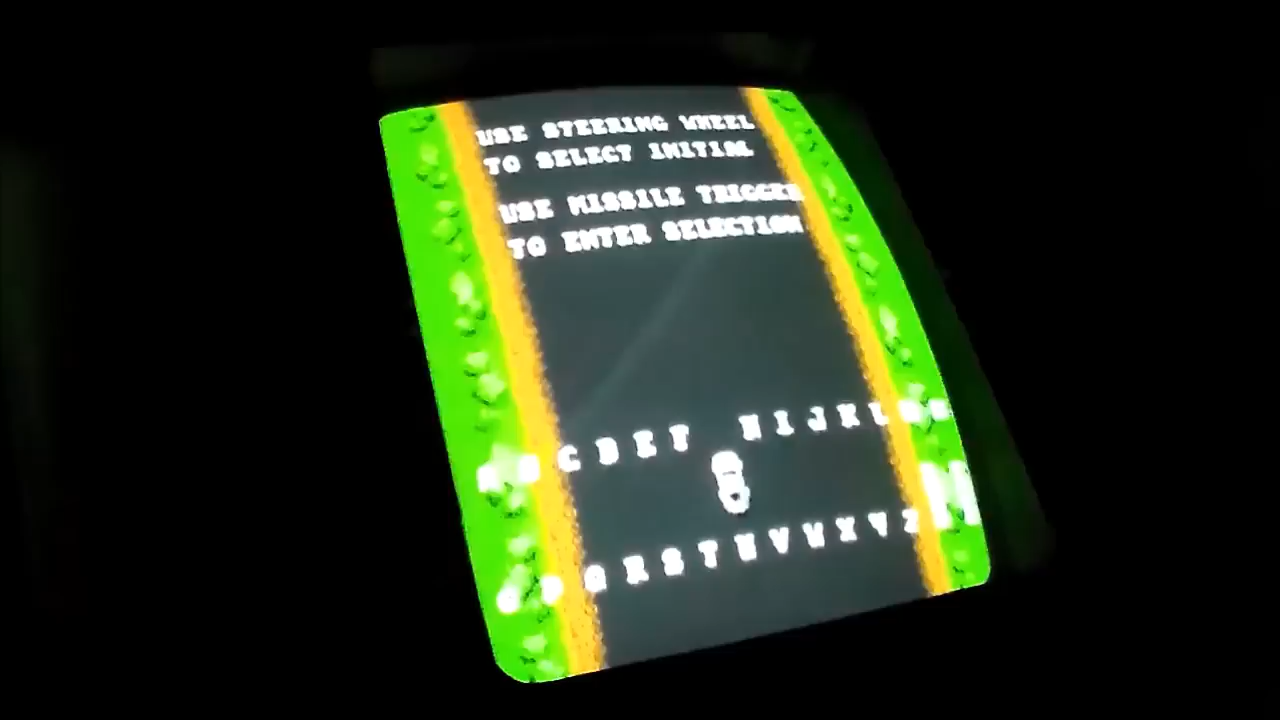 USE STEERING WHEEL
TO SELECT INITIAL
USE MISSILE TRIGGER
TO ENTER SELECTION
A B C D E F H I J K L M N
O P Q R S T U V W X Y Z